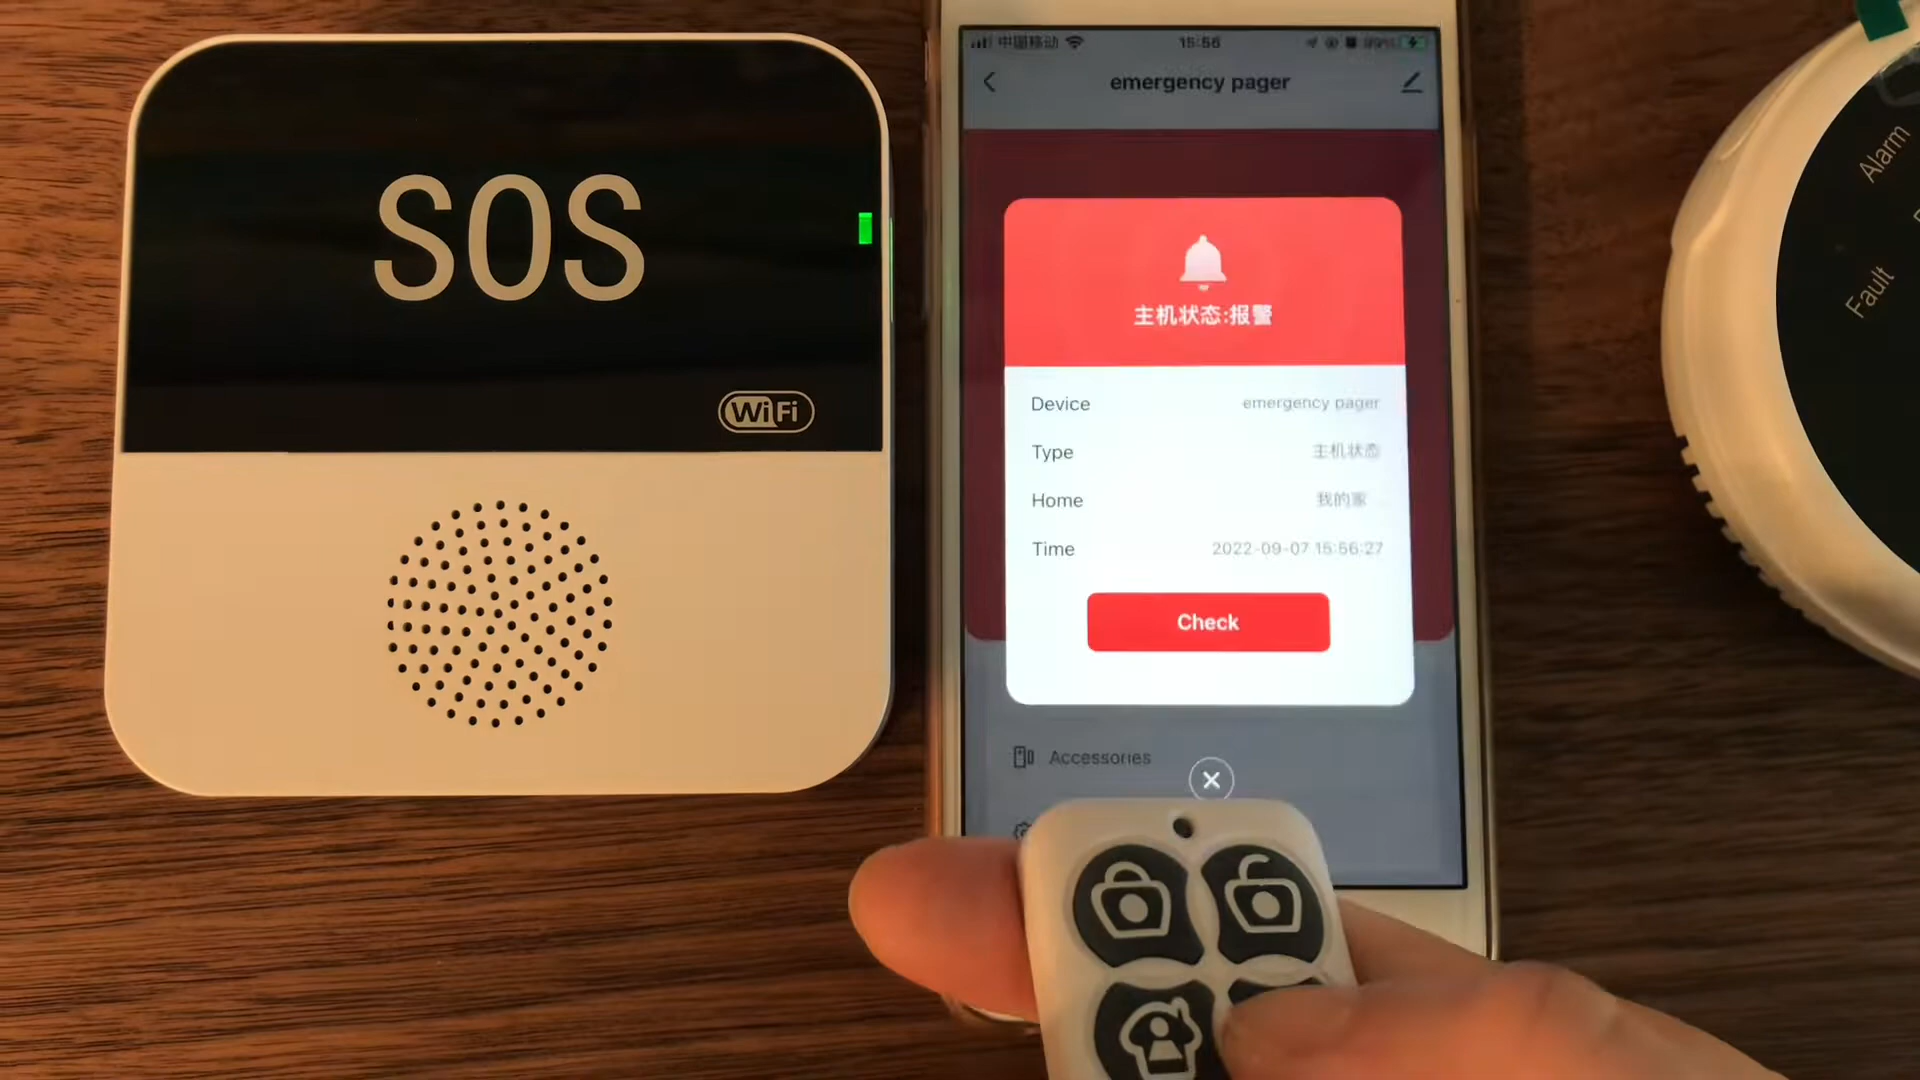 SOS
WiFi
中国移动
15:56
emergency pager
主机状态:报警
Device
emergency pager
Type
主机状态
Home
我的家
Time
2022-09-07 15:56:27
Check
Accessories
Alarm
Fault